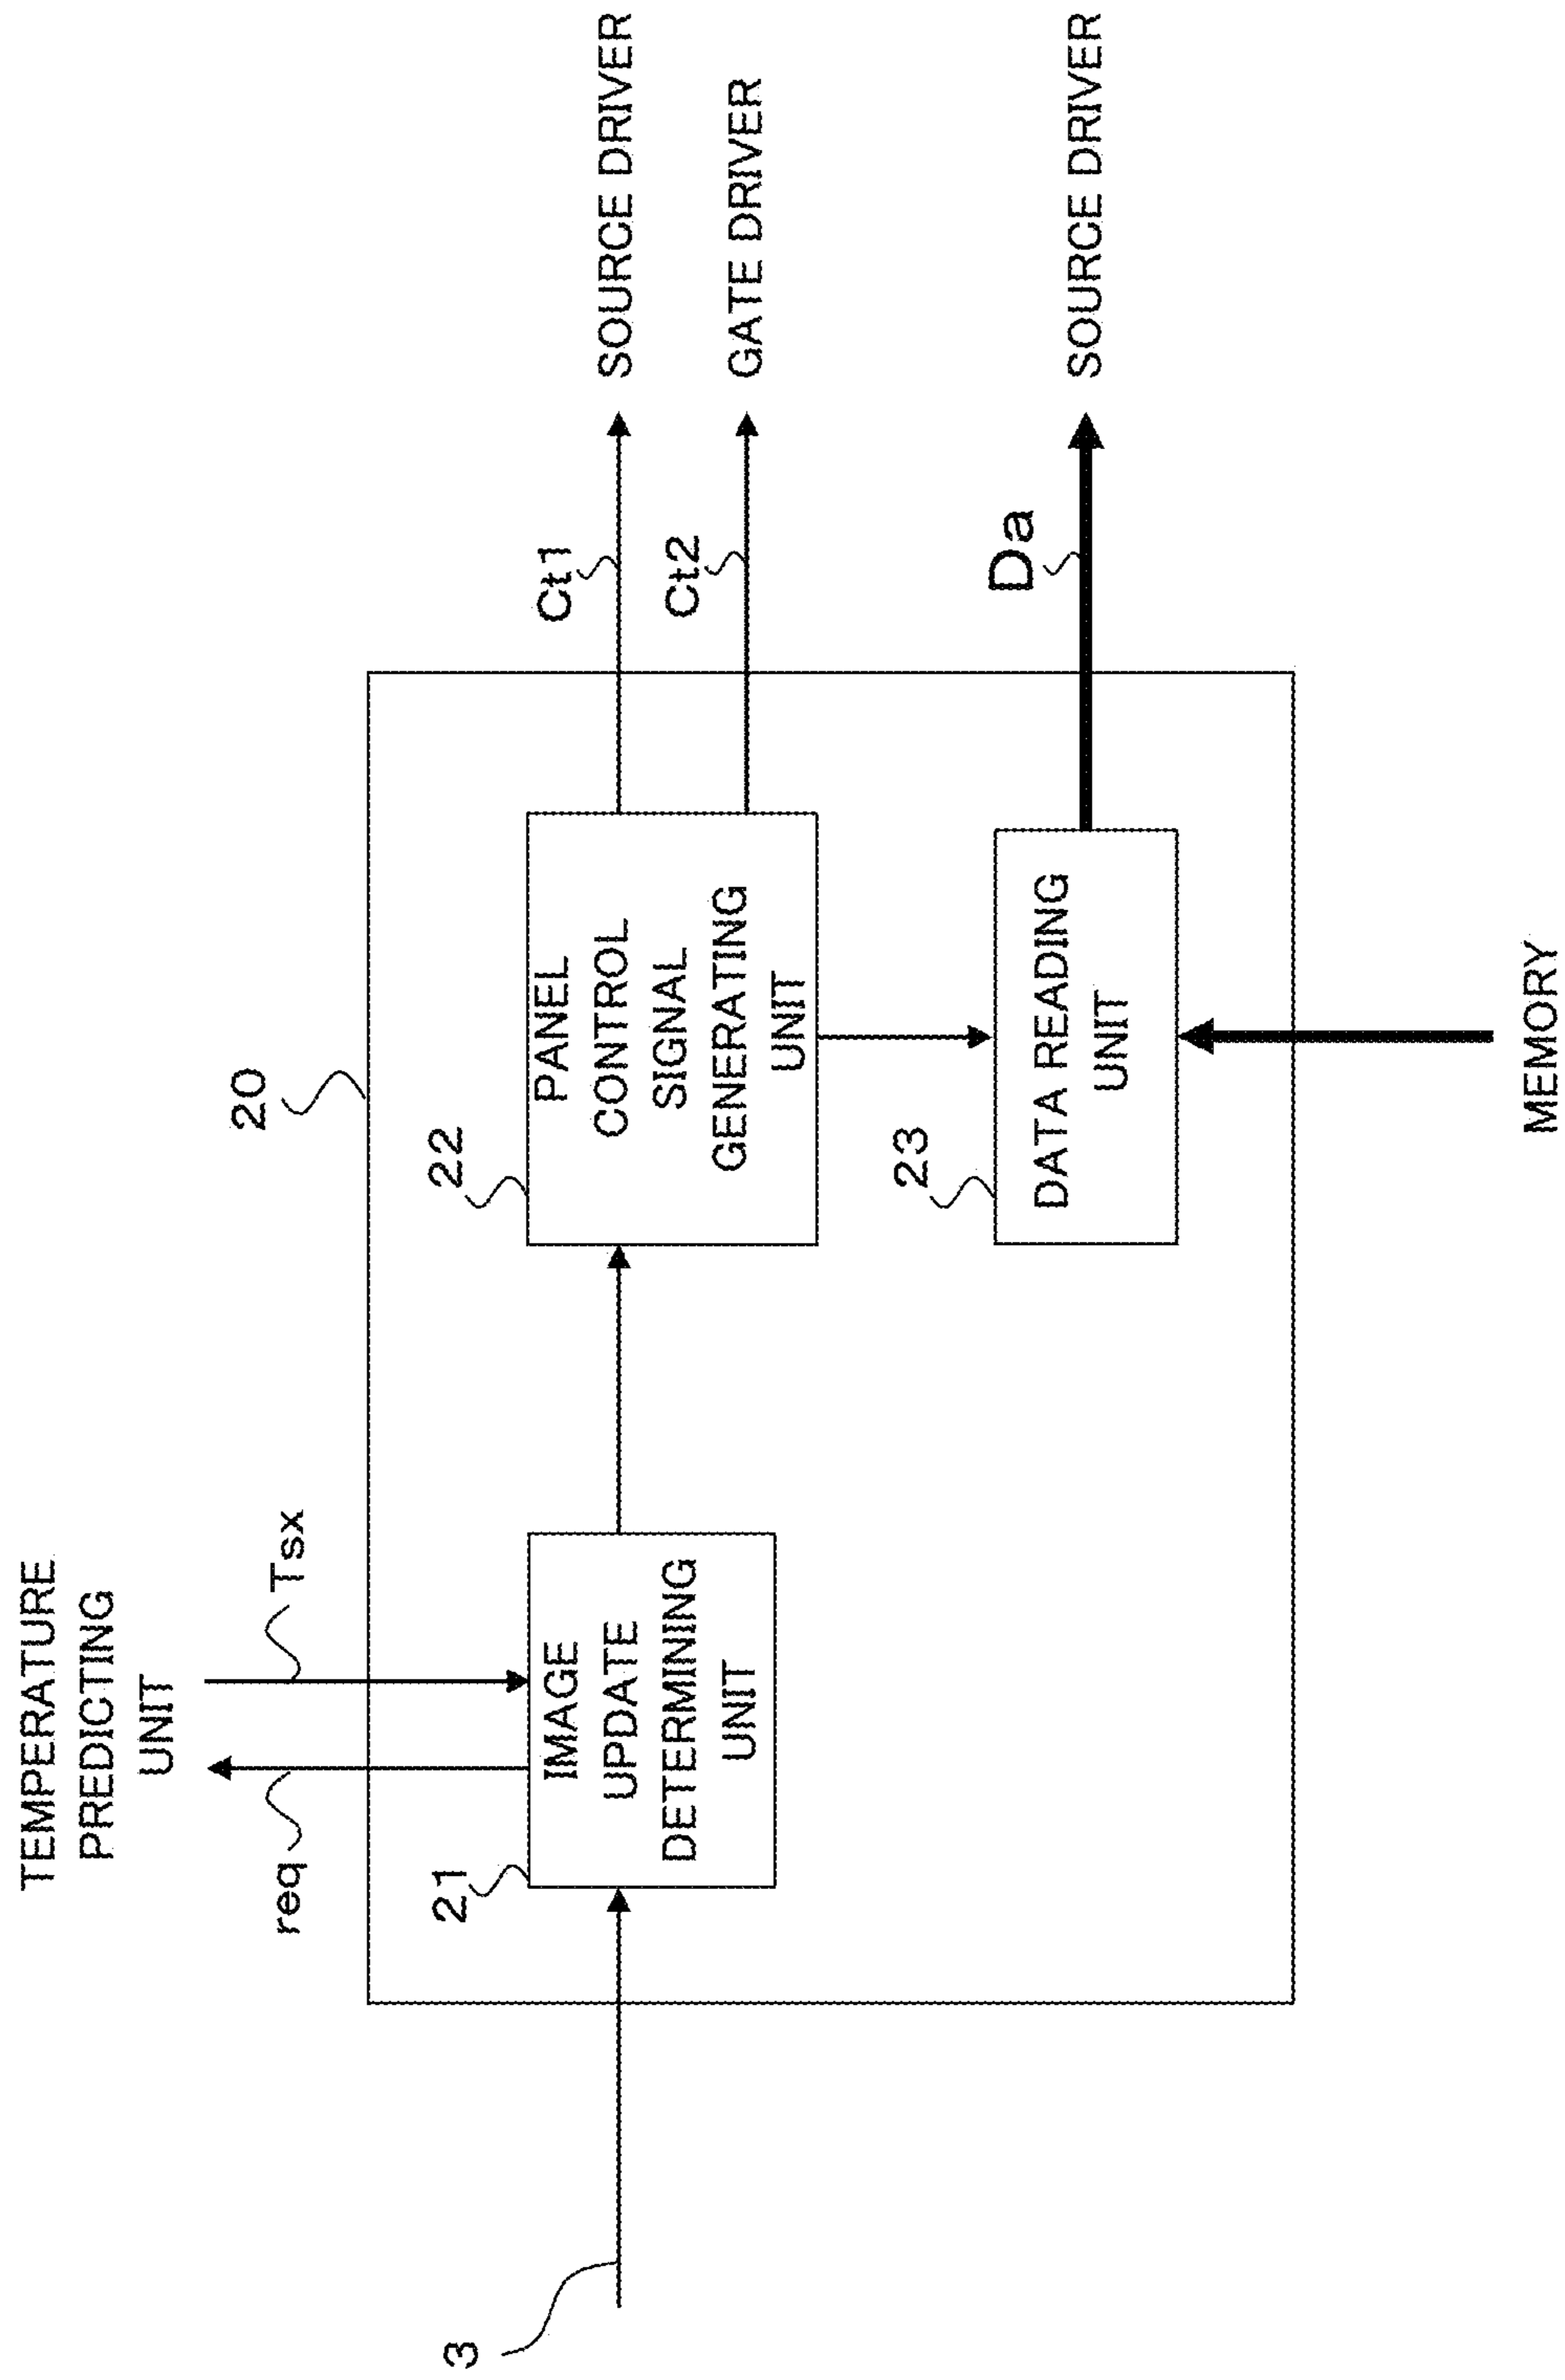 TEMPERATURE
PREDICTING
UNIT
req
Tsx
20
3
21
IMAGE
UPDATE
DETERMINING
UNIT
22
PANEL
CONTROL
SIGNAL
GENERATING
UNIT
Ct1
SOURCE DRIVER
Ct2
GATE DRIVER
23
DATA READING
UNIT
Da
SOURCE DRIVER
MEMORY